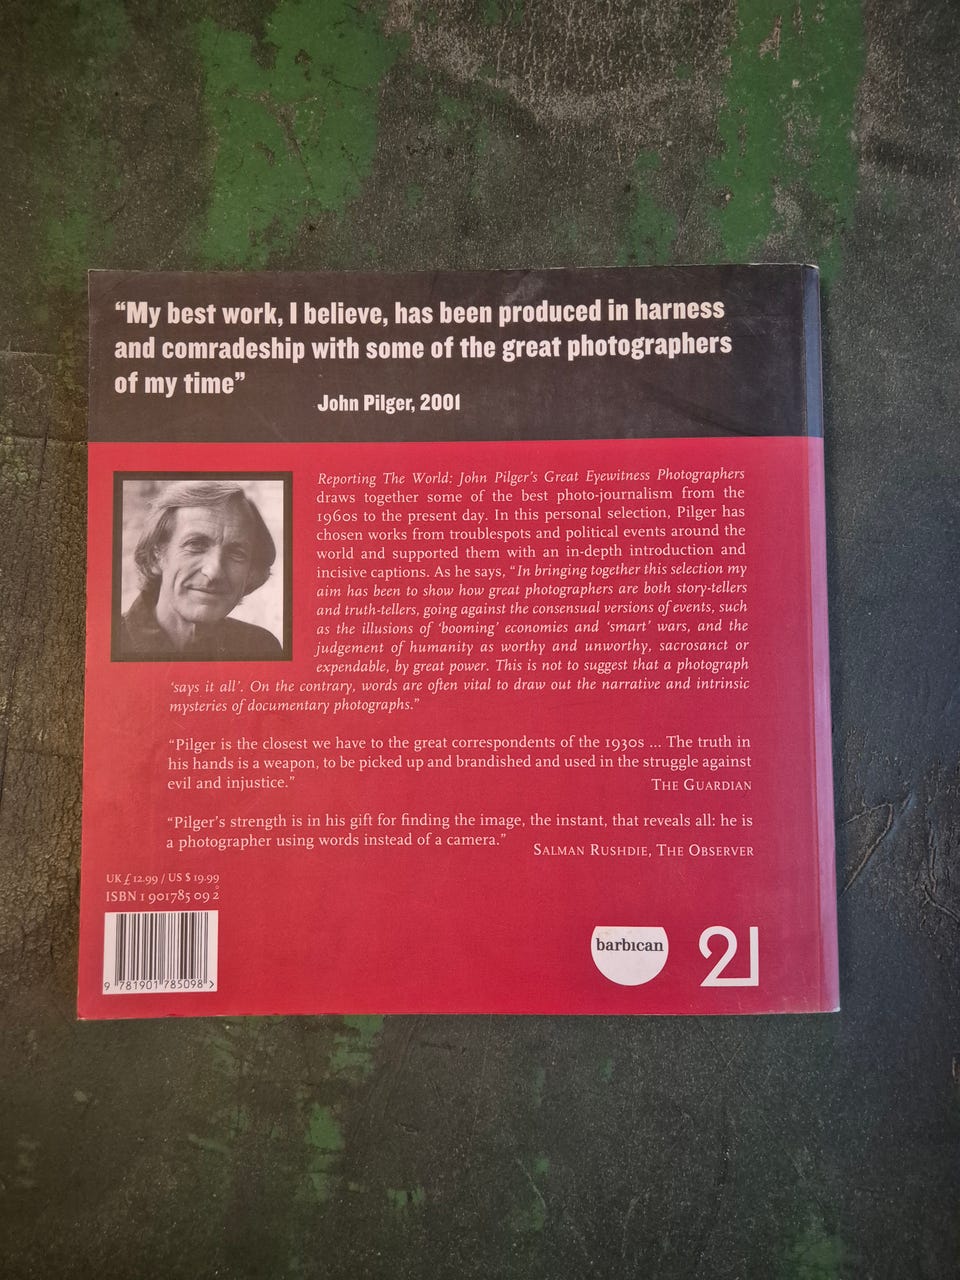 “My best work, I believe, has been produced in harness
and comradeship with some of the great photographers
of my time”
John Pilger, 2001
Reporting The World: John Pilger’s Great Eyewitness Photographers
draws together some of the best photo-journalism from the
1960s to the present day. In this personal selection, Pilger has
chosen works from troublespots and political events around the
world and supported them with an in-depth introduction and
incisive captions. As he says, “In bringing together this selection my
aim has been to show how great photographers are both story-tellers
and truth-tellers, going against the consensual versions of events, such
as the illusions of ‘booming’ economies and ‘smart’ wars, and the
judgement of humanity as worthy and unworthy, sacrosanct or
expendable, by great power. This is not to suggest that a photograph
‘says it all’. On the contrary, words are often vital to draw out the narrative and intrinsic
mysteries of documentary photographs.”
“Pilger is the closest we have to the great correspondents of the 1930s ... The truth in
his hands is a weapon, to be picked up and brandished and used in the struggle against
evil and injustice.”
THE GUARDIAN
“Pilger’s strength is in his gift for finding the image, the instant, that reveals all: he is
a photographer using words instead of a camera.”
SALMAN RUSHDIE, THE OBSERVER
UK £12.99 / US $ 19.99
ISBN 1 901785 09 2
9 781901 785098 >
barbican
21